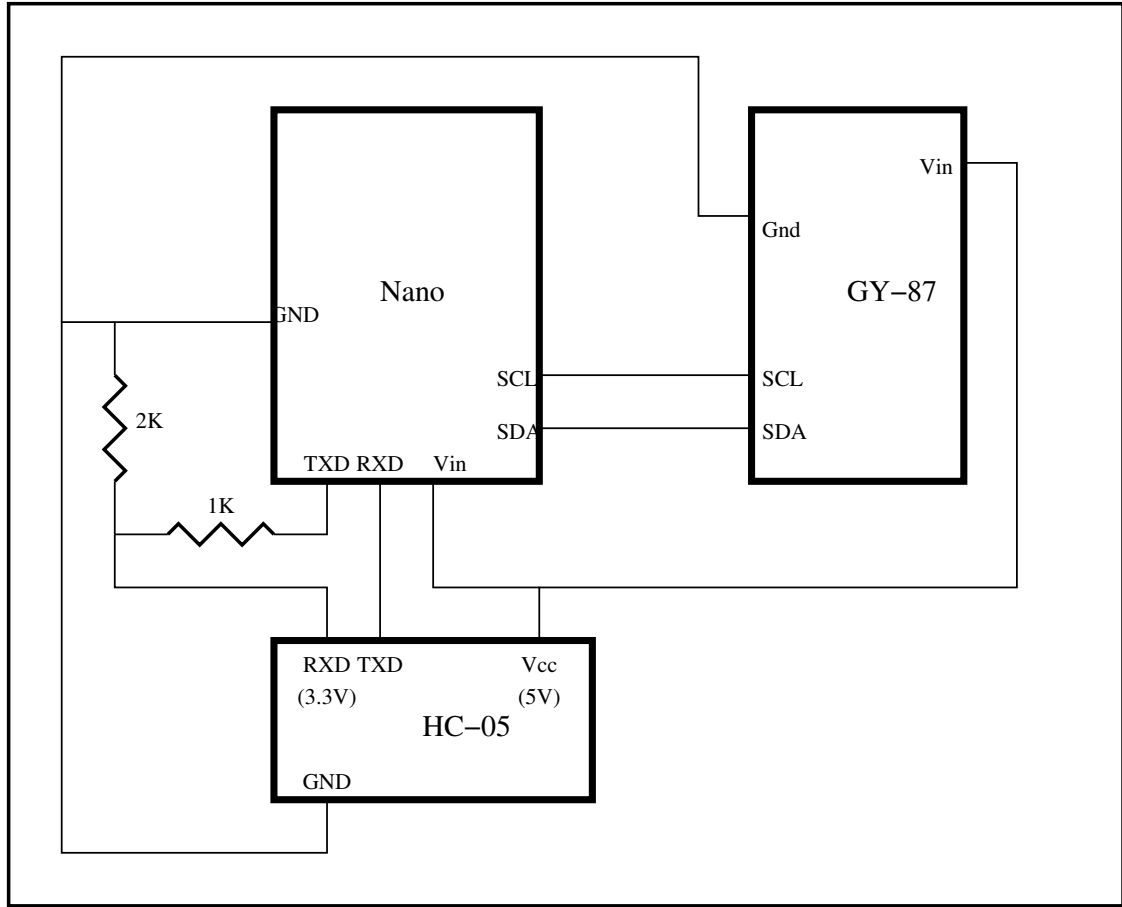 Vin
Gnd
Nano
GY−87
GND
SCL
SCL
2K
SDA
SDA
TXD RXD
Vin
1K
RXD TXD
Vcc
(3.3V)
(5V)
HC−05
GND